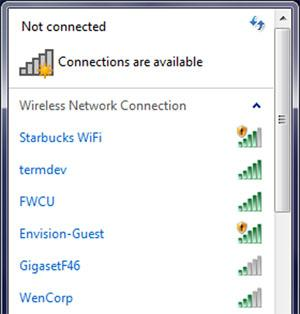 Not connected
Connections are available
Wireless Network Connection
Starbucks WiFi
termdev
FWCU
Envision-Guest
GigasetF46
WenCorp